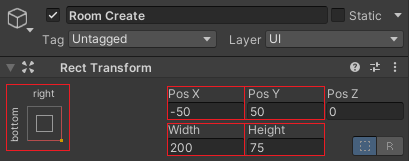 Room Create
Static
Tag Untagged Layer UI
Rect Transform
right
bottom
Pos X Pos Y Pos Z
-50 50 0
Width Height
200 75
R